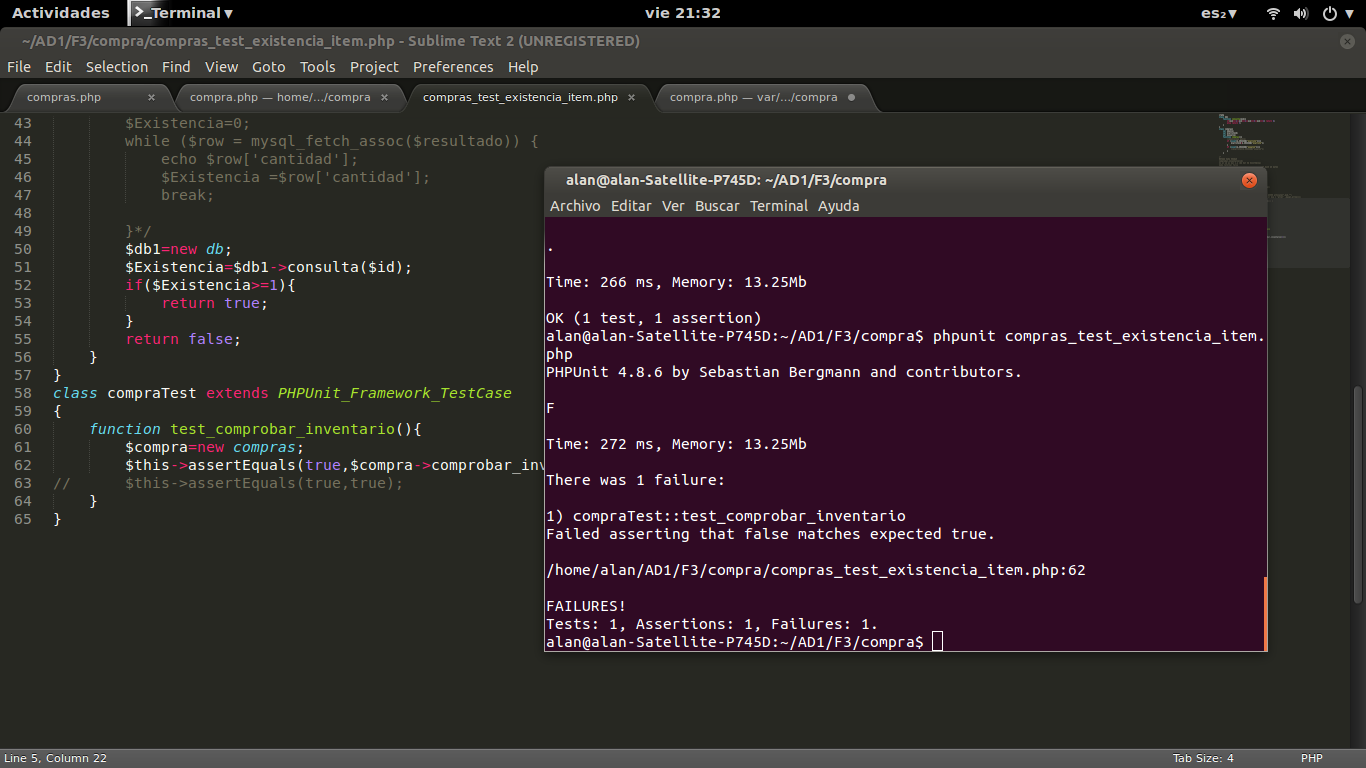 Actividades
Terminal
vie 21:32
es₂
~/AD1/F3/compra/compras_test_existencia_item.php - Sublime Text 2 (UNREGISTERED)
File Edit Selection Find View Goto Tools Project Preferences Help
compras.php
compra.php — home/.../compra
compras_test_existencia_item.php
compra.php — var/.../compra
43 $Existencia=0;
44 while ($row = mysql_fetch_assoc($resultado)) {
45 echo $row['cantidad'];
46 $Existencia =$row['cantidad'];
47 break;
48
49 }*/
50 $db1=new db;
51 $Existencia=$db1->consulta($id);
52 if($Existencia>=1){
53 return true;
54 }
55 return false;
56 }
57 }
58 class compraTest extends PHPUnit_Framework_TestCase
59 {
60 function test_comprobar_inventario(){
61 $compra=new compras;
62 $this->assertEquals(true,$compra->comprobar_inv
63 // $this->assertEquals(true,true);
64 }
65 }
alan@alan-Satellite-P745D: ~/AD1/F3/compra
Archivo Editar Ver Buscar Terminal Ayuda
.
Time: 266 ms, Memory: 13.25Mb
OK (1 test, 1 assertion)
alan@alan-Satellite-P745D:~/AD1/F3/compra$ phpunit compras_test_existencia_item.
php
PHPUnit 4.8.6 by Sebastian Bergmann and contributors.
F
Time: 272 ms, Memory: 13.25Mb
There was 1 failure:
1) compraTest::test_comprobar_inventario
Failed asserting that false matches expected true.
/home/alan/AD1/F3/compra/compras_test_existencia_item.php:62
FAILURES!
Tests: 1, Assertions: 1, Failures: 1.
alan@alan-Satellite-P745D:~/AD1/F3/compra$
Line 5, Column 22
Tab Size: 4
PHP